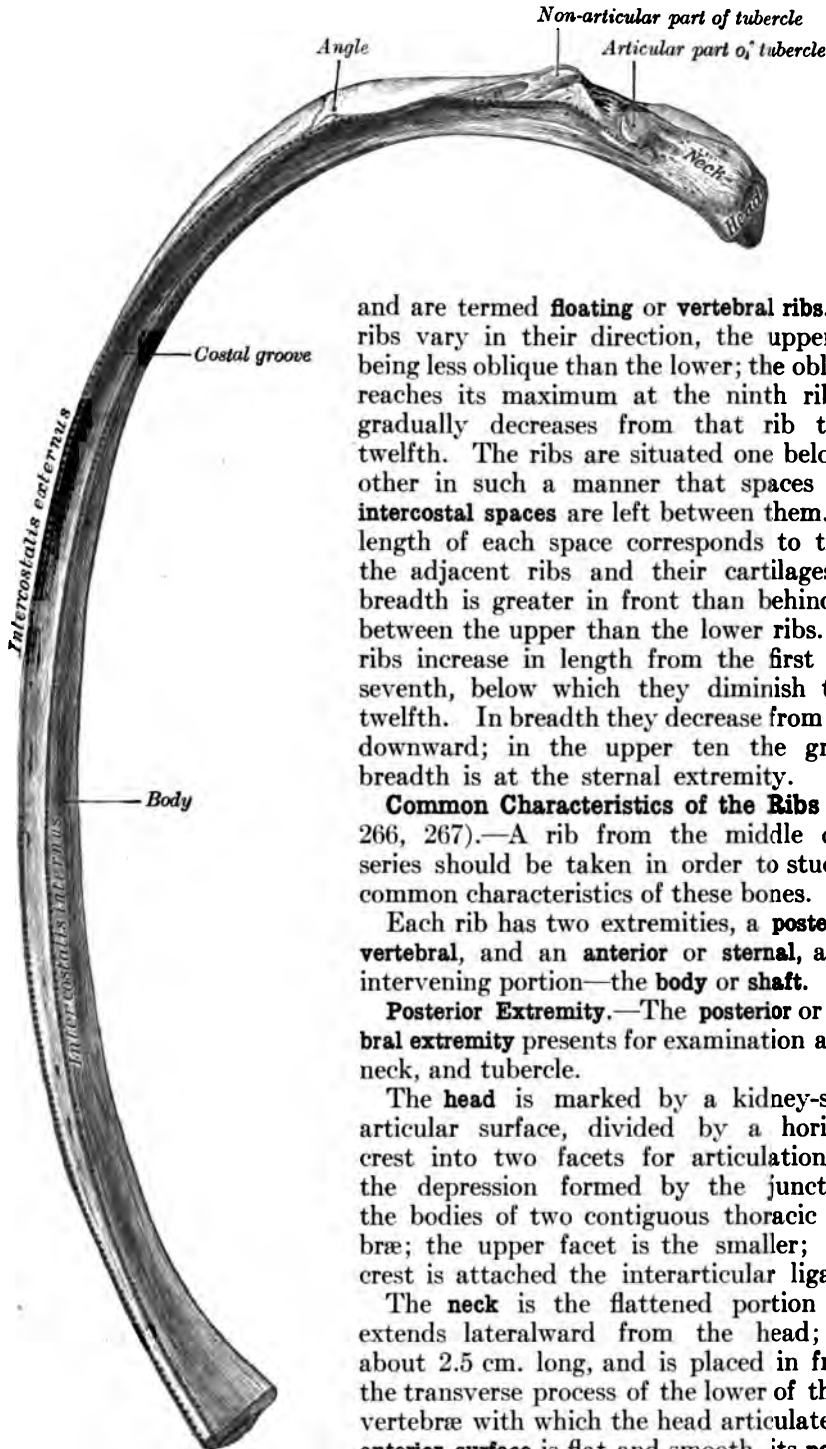 Non-articular part of tubercle
Angle
Articular part of tubercle
Neck
Head
Costal groove
Intercostalis externus
Body
Intercostalis internus
and are termed floating or vertebral ribs.
ribs vary in their direction, the upper
being less oblique than the lower; the obl
reaches its maximum at the ninth ri
gradually decreases from that rib t
twelfth. The ribs are situated one belo
other in such a manner that spaces
intercostal spaces are left between them.
length of each space corresponds to t
the adjacent ribs and their cartilages
breadth is greater in front than behin
between the upper than the lower ribs.
ribs increase in length from the first
seventh, below which they diminish t
twelfth. In breadth they decrease from
downward; in the upper ten the gr
breadth is at the sternal extremity.
Common Characteristics of the Ribs
266, 267).—A rib from the middle o
series should be taken in order to stu
common characteristics of these bones.
Each rib has two extremities, a poste
vertebral, and an anterior or sternal, a
intervening portion—the body or shaft.
Posterior Extremity.—The posterior or
bral extremity presents for examination a
neck, and tubercle.
The head is marked by a kidney-s
articular surface, divided by a hori
crest into two facets for articulation
the depression formed by the junct
the bodies of two contiguous thoracic
bræ; the upper facet is the smaller;
crest is attached the interarticular liga
The neck is the flattened portion
extends lateralward from the head;
about 2.5 cm. long, and is placed in fr
the transverse process of the lower of th
vertebræ with which the head articulate
anterior surface is flat and smooth, its